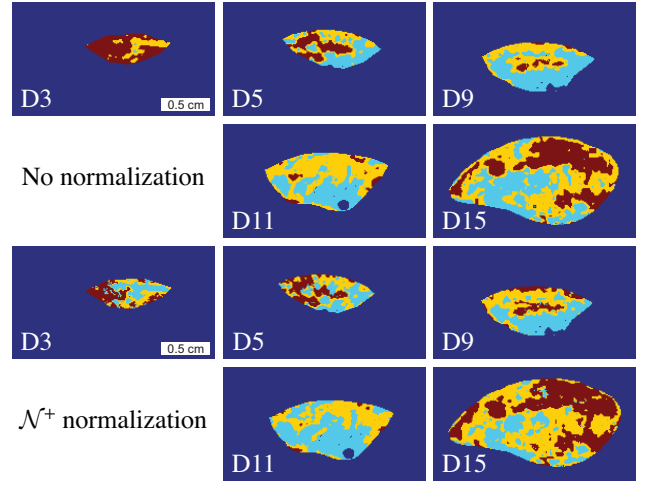 D3
0.5 cm
D5
D9
No normalization
D11
D15
D3
0.5 cm
D5
D9
𝒩+ normalization
D11
D15